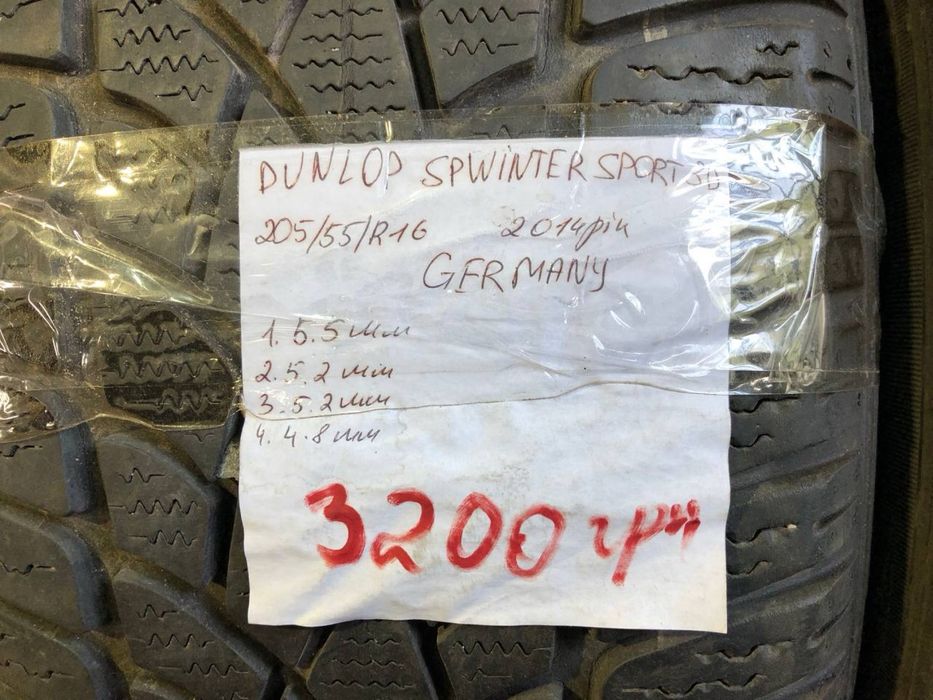 DUNLOP SPWINTER SPORT 3D
205/55/R16 2014рік
GERMANY
1. 5.5 мм
2. 5.2 мм
3. 5.2 мм
4. 4.8 мм
3200 грн